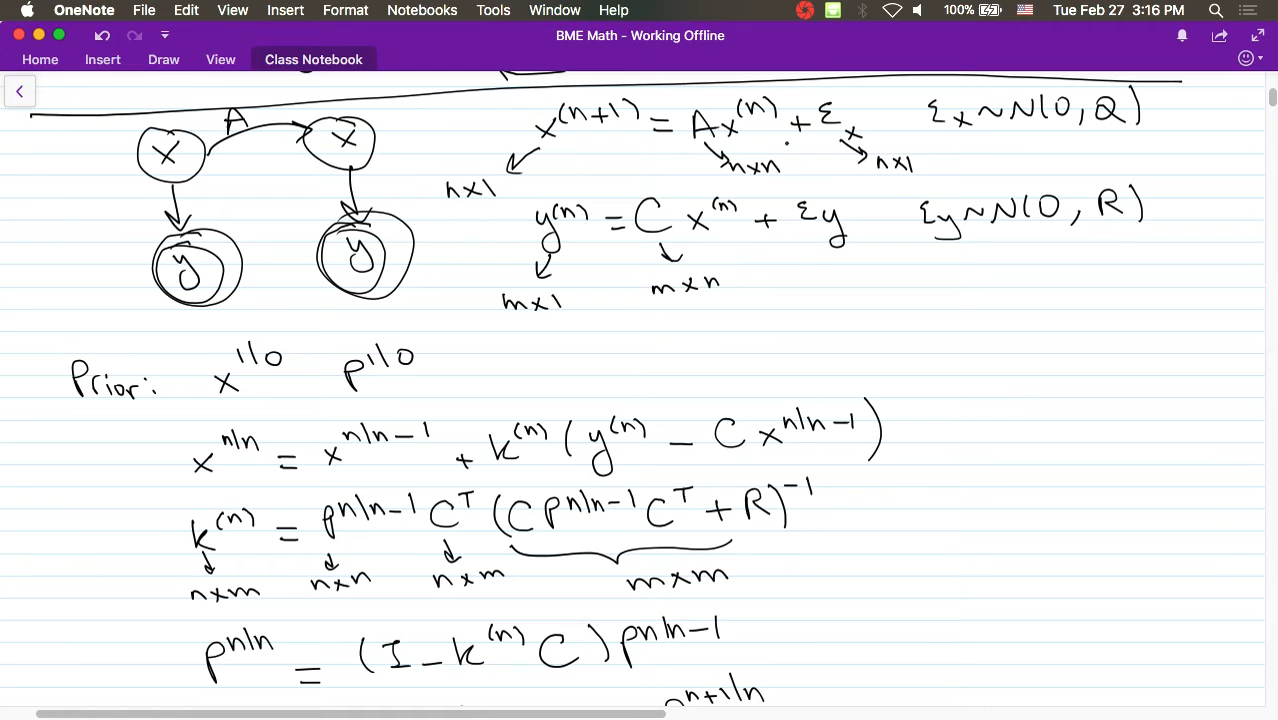 OneNote File Edit View Insert Format Notebooks Tools Window Help 100% Tue Feb 27 3:16 PM
BME Math - Working Offline
Home Insert Draw View Class Notebook
A
x x
y y
x^(n+1) = Ax^(n) + ε_x   ε_x ~ N(0, Q)
n×1 n×n n×1
y^(n) = C x^(n) + ε_y   ε_y ~ N(0, R)
m×1 m×n
Prior: x^1|0 P^1|0
x^n|n = x^n|n-1 + k^(n) (y^(n) - C x^n|n-1)
k^(n) = P^n|n-1 C^T (C P^n|n-1 C^T + R)^-1
n×m n×n n×m m×m
P^n|n = (I - k^(n) C) P^n|n-1
P^n+1|n